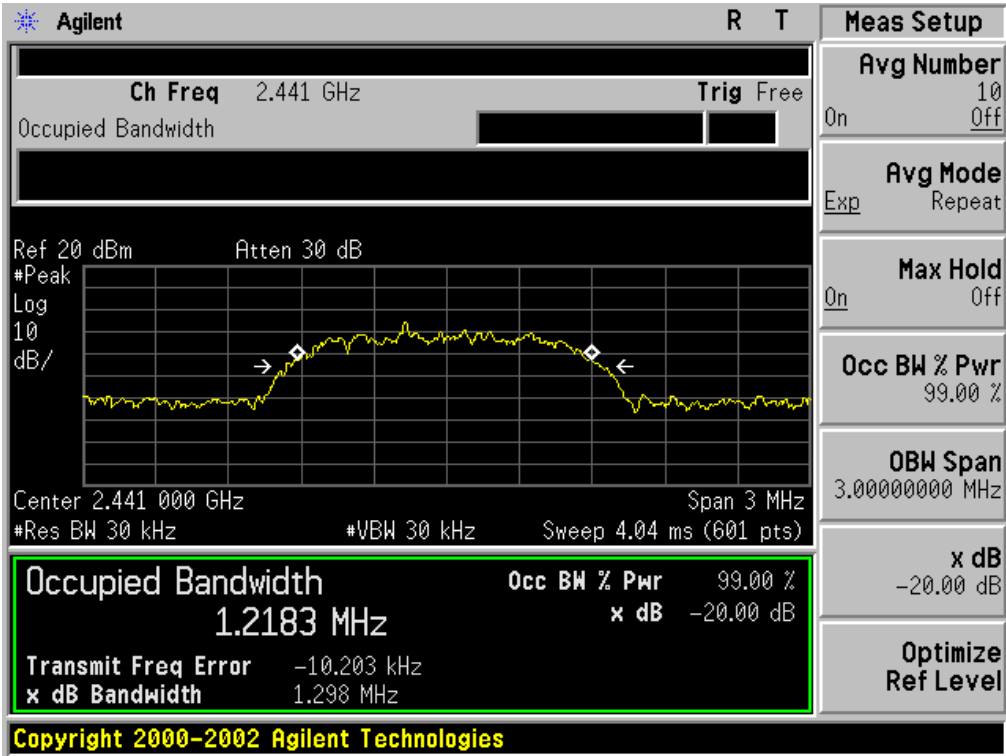 Agilent R T
Ch Freq 2.441 GHz Trig Free
Occupied Bandwidth
Ref 20 dBm Atten 30 dB
#Peak
Log
10
dB/
Center 2.441 000 GHz Span 3 MHz
#Res BW 30 kHz #VBW 30 kHz Sweep 4.04 ms (601 pts)
Occupied Bandwidth Occ BW % Pwr 99.00 %
1.2183 MHz x dB -20.00 dB
Transmit Freq Error -10.203 kHz
x dB Bandwidth 1.298 MHz
Copyright 2000-2002 Agilent Technologies
Meas Setup
Avg Number
10
On Off
Avg Mode
Exp Repeat
Max Hold
On Off
Occ BW % Pwr
99.00 %
OBW Span
3.00000000 MHz
x dB
-20.00 dB
Optimize
Ref Level